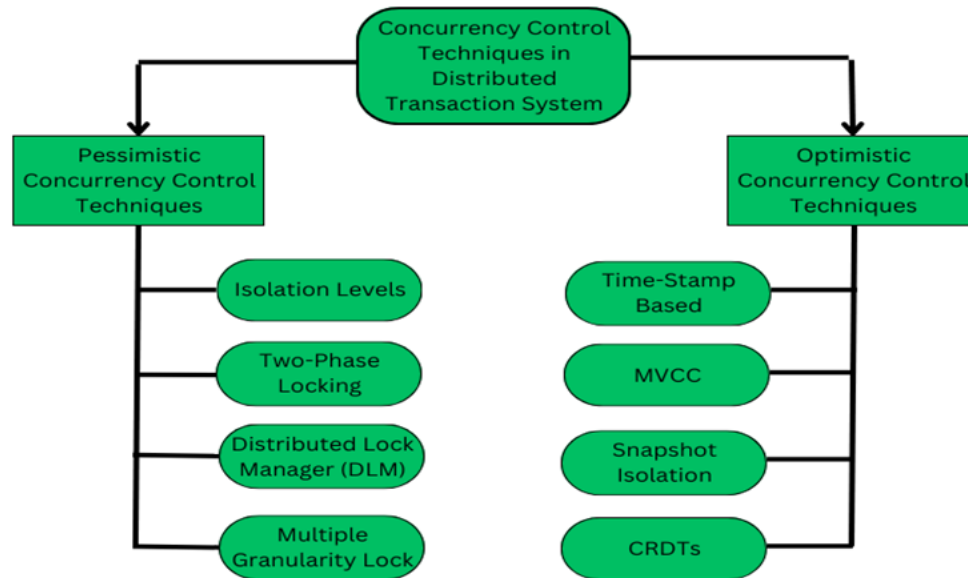 Concurrency Control
Techniques in
Distributed
Transaction System
Pessimistic
Concurrency Control
Techniques
Optimistic
Concurrency Control
Techniques
Isolation Levels
Two-Phase
Locking
Distributed Lock
Manager (DLM)
Multiple
Granularity Lock
Time-Stamp
Based
MVCC
Snapshot
Isolation
CRDTs